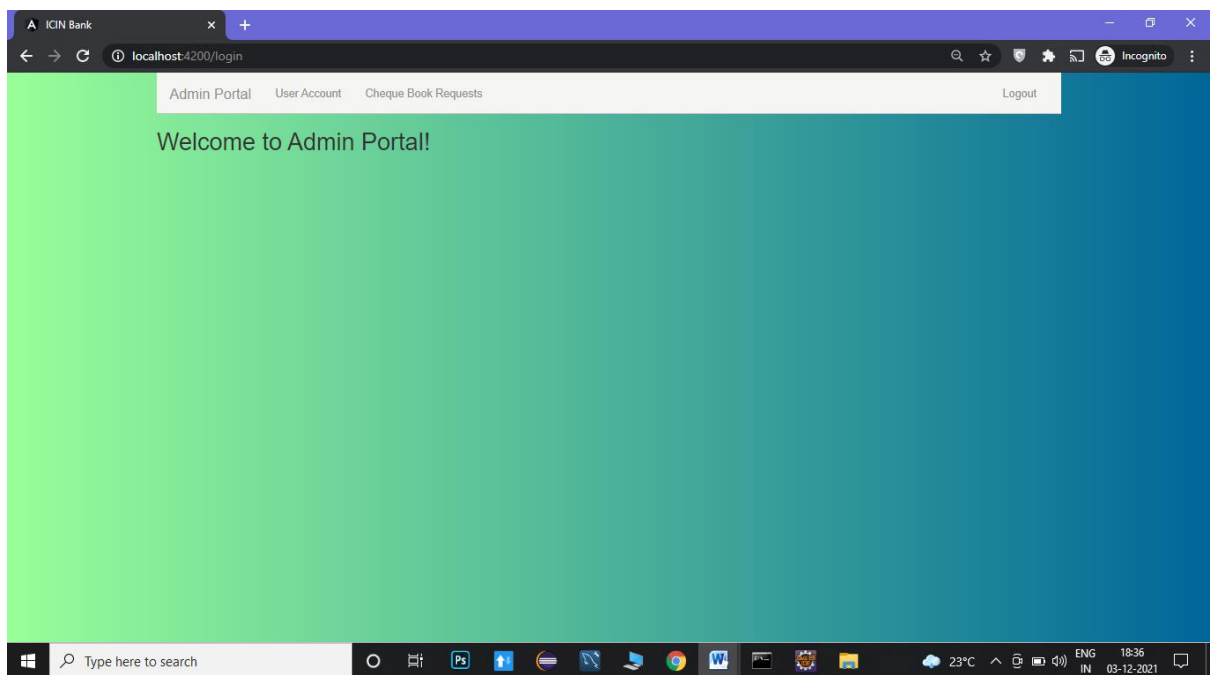 ICIN Bank
localhost:4200/login
Incognito
Admin Portal User Account Cheque Book Requests Logout
Welcome to Admin Portal!
Type here to search
Ps
W
23°C
ENG 18:36
IN 03-12-2021